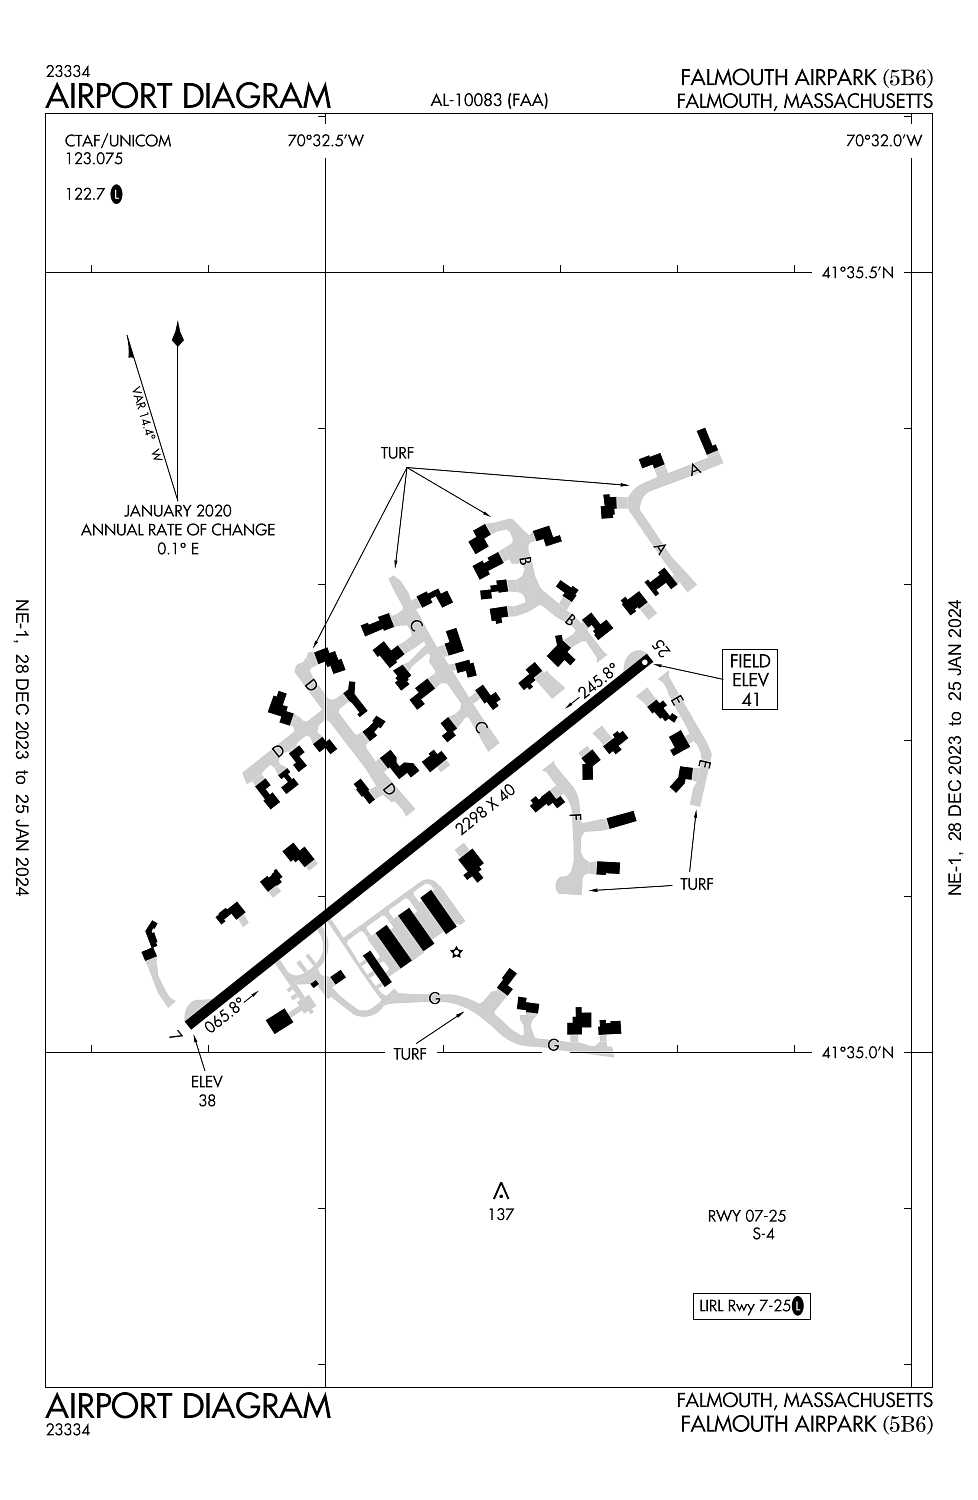 23334
AIRPORT DIAGRAM
AL-10083 (FAA)
FALMOUTH AIRPARK (5B6)
FALMOUTH, MASSACHUSETTS
CTAF/UNICOM
123.075
122.7 L
70°32.5'W
70°32.0'W
41°35.5'N
VAR 14.4° W
JANUARY 2020
ANNUAL RATE OF CHANGE
0.1° E
TURF
A
A
B
B
C
C
D
D
D
E
E
F
G
G
25
245.8°
FIELD
ELEV
41
2298 X 40
TURF
065.8°
7
TURF
ELEV
38
41°35.0'N
137
RWY 07-25
S-4
LIRL Rwy 7-25 L
NE-1, 28 DEC 2023 to 25 JAN 2024
NE-1, 28 DEC 2023 to 25 JAN 2024
AIRPORT DIAGRAM
23334
FALMOUTH, MASSACHUSETTS
FALMOUTH AIRPARK (5B6)